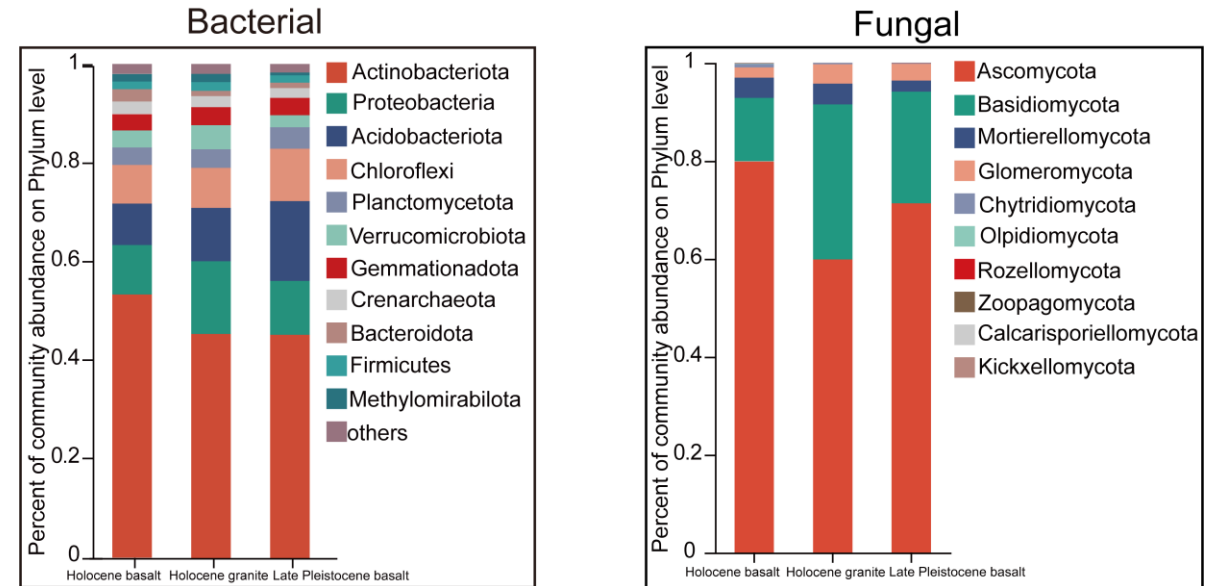 Bacterial
Percent of community abundance on Phylum level
1
0.8
0.6
0.4
0.2
0
Holocene basalt
Holocene granite
Late Pleistocene basalt
Actinobacteriota
Proteobacteria
Acidobacteriota
Chloroflexi
Planctomycetota
Verrucomicrobiota
Gemmationadota
Crenarchaeota
Bacteroidota
Firmicutes
Methylomirabilota
others
Fungal
Percent of community abundance on Phylum level
1
0.8
0.6
0.4
0.2
0
Holocene basalt
Holocene granite
Late Pleistocene basalt
Ascomycota
Basidiomycota
Mortierellomycota
Glomeromycota
Chytridiomycota
Olpidiomycota
Rozellomycota
Zoopagomycota
Calcarisporiellomycota
Kickxellomycota